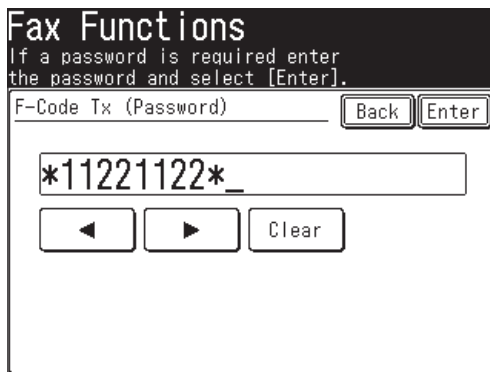 Fax Functions
If a password is required enter
the password and select [Enter].
F-Code Tx (Password)
Back Enter
*11221122*_
◄ ► Clear